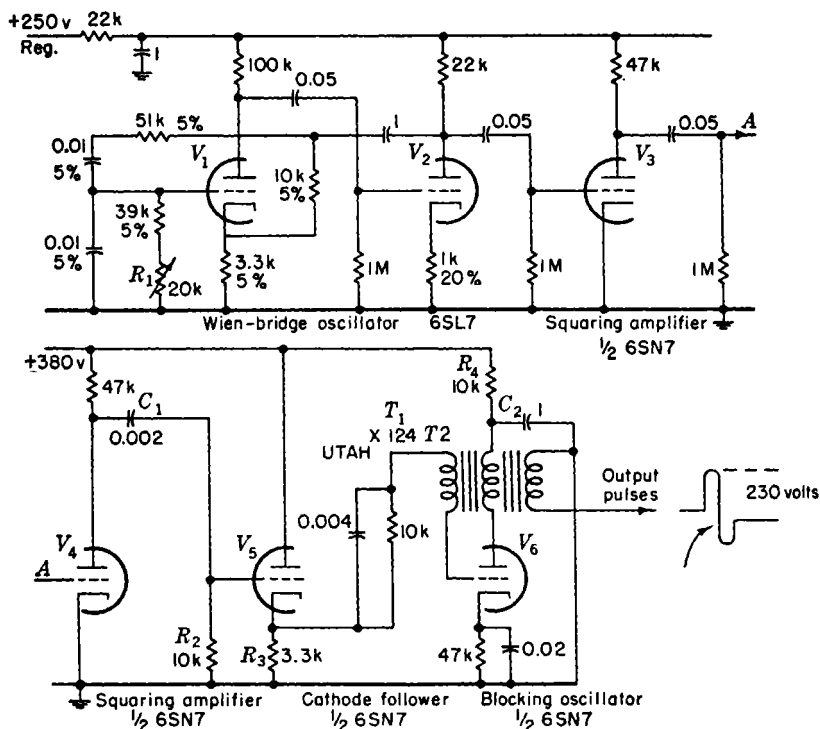 +250 v 22 k
Reg.
1
100 k
0.05
22 k
47 k
51 k 5%
1
0.05
0.05 A
0.01
5%
V1
10 k
5%
V2
V3
39 k
5%
0.01
5%
R1
20 k
3.3 k
5%
1M
1 k
20%
1M
1M
Wien-bridge oscillator 6SL7 Squaring amplifier
½ 6SN7
+380 v
47 k
C1
0.002
R4
10 k
C2 1
T1
X 124 T2
UTAH
Output
pulses
230 volts
0.004
10 k
V4
V5
V6
A
R2
10 k
R3 3.3 k
47 k
0.02
Squaring amplifier Cathode follower Blocking oscillator
½ 6SN7 ½ 6SN7 ½ 6SN7